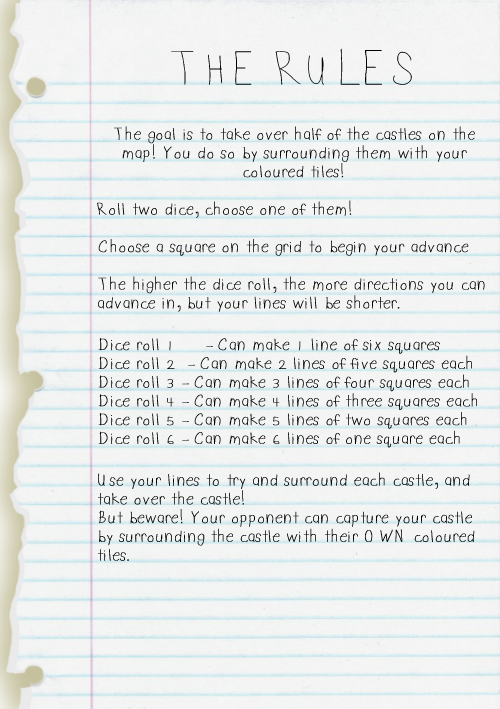 THE RULES
The goal is to take over half of the castles on the
map! You do so by surrounding them with your
coloured tiles!
Roll two dice, choose one of them!
Choose a square on the grid to begin your advance
The higher the dice roll, the more directions you can
advance in, but your lines will be shorter.
Dice roll 1 - Can make 1 line of six squares
Dice roll 2 - Can make 2 lines of five squares each
Dice roll 3 - Can make 3 lines of four squares each
Dice roll 4 - Can make 4 lines of three squares each
Dice roll 5 - Can make 5 lines of two squares each
Dice roll 6 - Can make 6 lines of one square each
Use your lines to try and surround each castle, and
take over the castle!
But beware! Your opponent can capture your castle
by surrounding the castle with their O WN coloured
tiles.